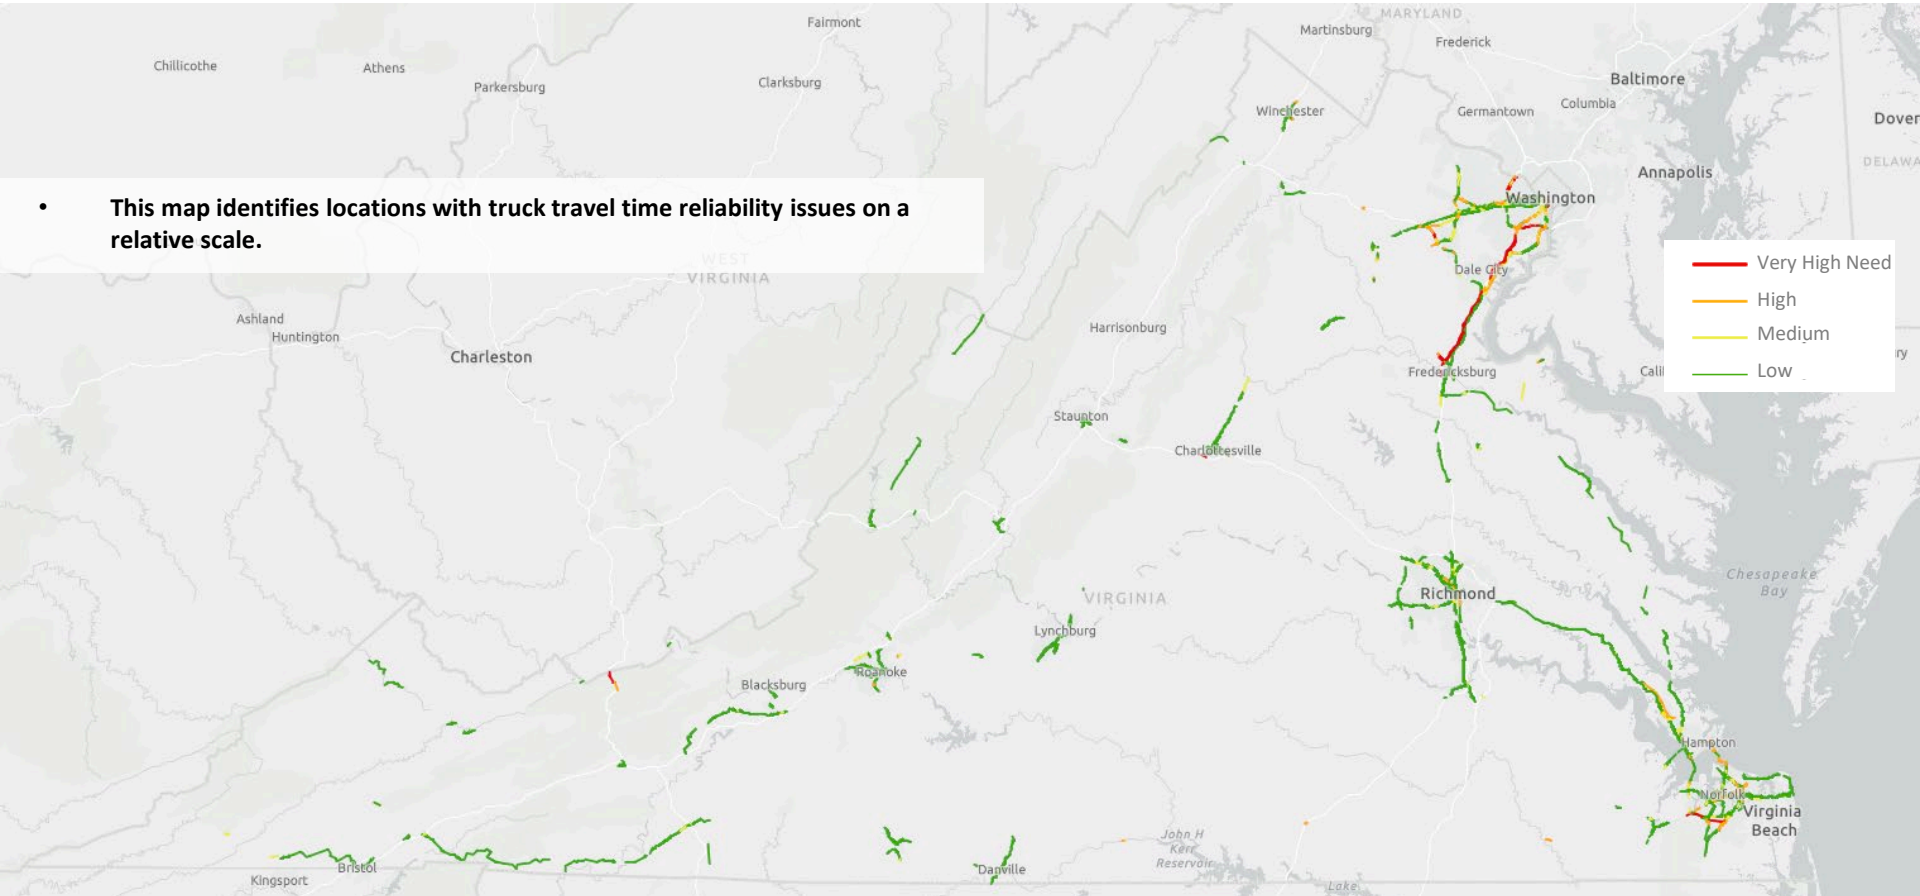 MARYLAND
Fairmont
Martinsburg
Frederick
Chillicothe
Athens
Parkersburg
Clarksburg
Baltimore
Winchester
Germantown
Columbia
Dover
DELAWA
Annapolis
Washington
• This map identifies locations with truck travel time reliability issues on a
relative scale.
WEST
VIRGINIA
Dale City
Very High Need
High
Medium
Low
Ashland
Huntington
Charleston
Harrisonburg
Fredericksburg
Cali
ry
Staunton
Charlottesville
Chesapeake
Bay
VIRGINIA
Richmond
Lynchburg
Roanoke
Blacksburg
Hampton
Norfolk
Virginia
Beach
John H
Kerr
Reservoir
Danville
Bristol
Kingsport
Lake